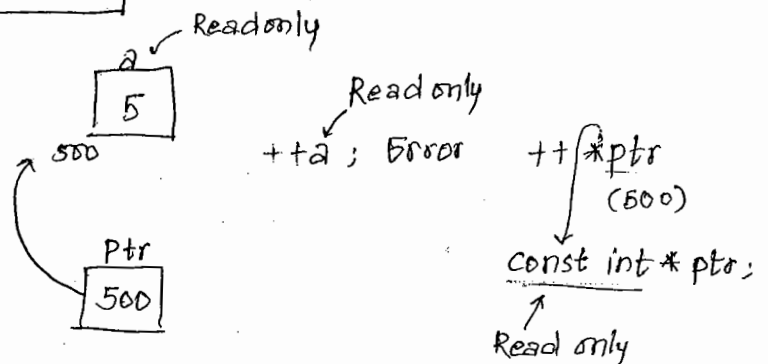 Readonly
a
5
500
Read only
++a ; Error
++ *ptr
(500)
ptr
500
const int * ptr;
Read only